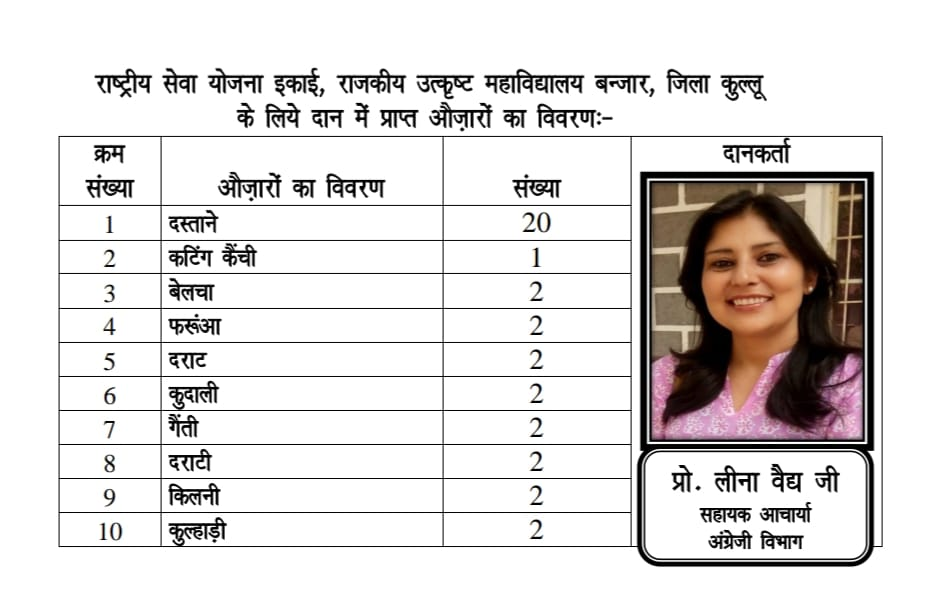 राष्ट्रीय सेवा योजना इकाई, राजकीय उत्कृष्ट महाविद्यालय बन्जार, जिला कुल्लू
के लिये दान में प्राप्त औज़ारों का विवरणः-
क्रम संख्या औज़ारों का विवरण संख्या दानकर्ता
1 दस्ताने 20
2 कटिंग कैंची 1
3 बेलचा 2
4 फरूंआ 2
5 दराट 2
6 कुदाली 2
7 गैंती 2
8 दराटी 2
9 किलनी 2
10 कुल्हाड़ी 2
प्रो. लीना वैद्य जी
सहायक आचार्या
अंग्रेजी विभाग